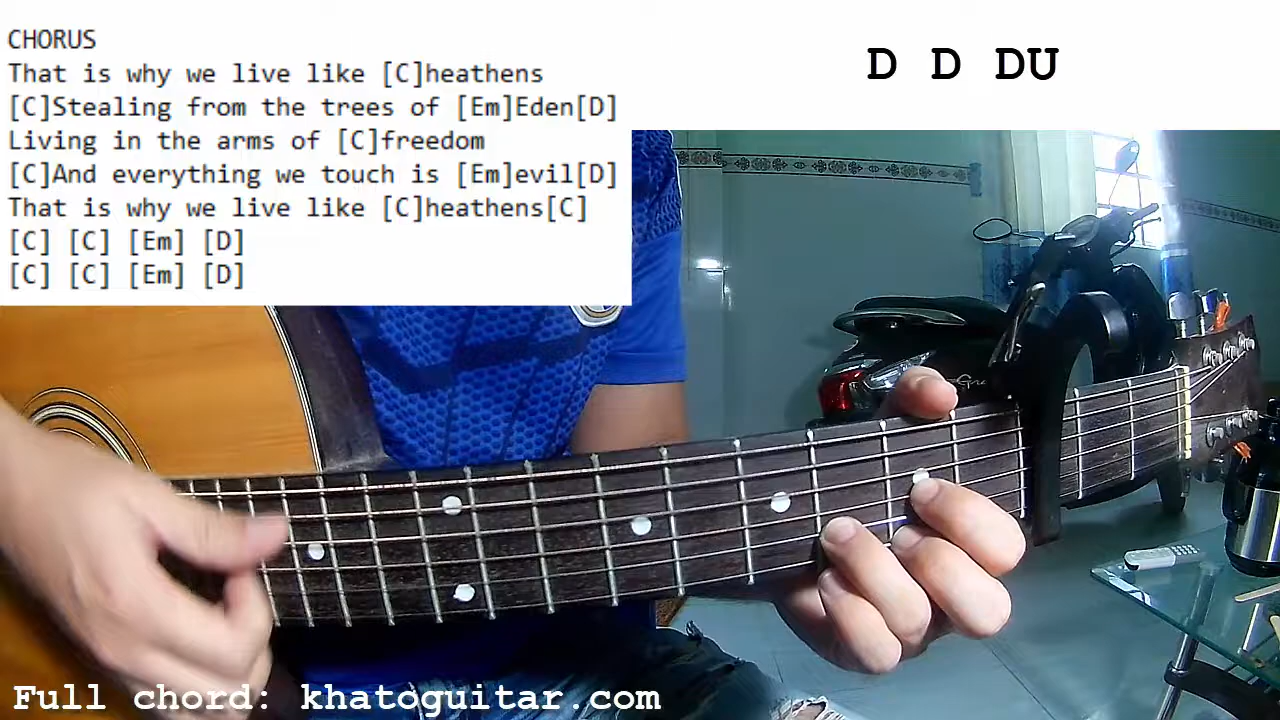 CHORUS
That is why we live like [C]heathens
[C]Stealing from the trees of [Em]Eden[D]
Living in the arms of [C]freedom
[C]And everything we touch is [Em]evil[D]
That is why we live like [C]heathens[C]
[C] [C] [Em] [D]
[C] [C] [Em] [D]
D D DU
Full chord: khatoguitar.com